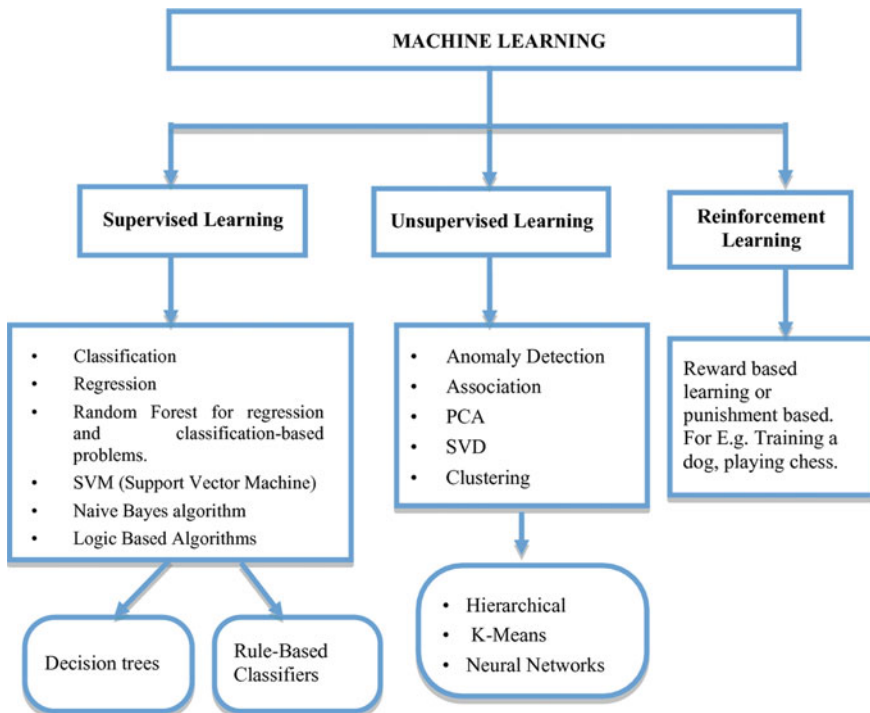 MACHINE LEARNING
Supervised Learning
Unsupervised Learning
Reinforcement
Learning
• Classification
• Regression
• Random Forest for regression
and classification-based
problems.
• SVM (Support Vector Machine)
• Naive Bayes algorithm
• Logic Based Algorithms
• Anomaly Detection
• Association
• PCA
• SVD
• Clustering
Reward based
learning or
punishment based.
For E.g. Training a
dog, playing chess.
Decision trees
Rule-Based
Classifiers
• Hierarchical
• K-Means
• Neural Networks